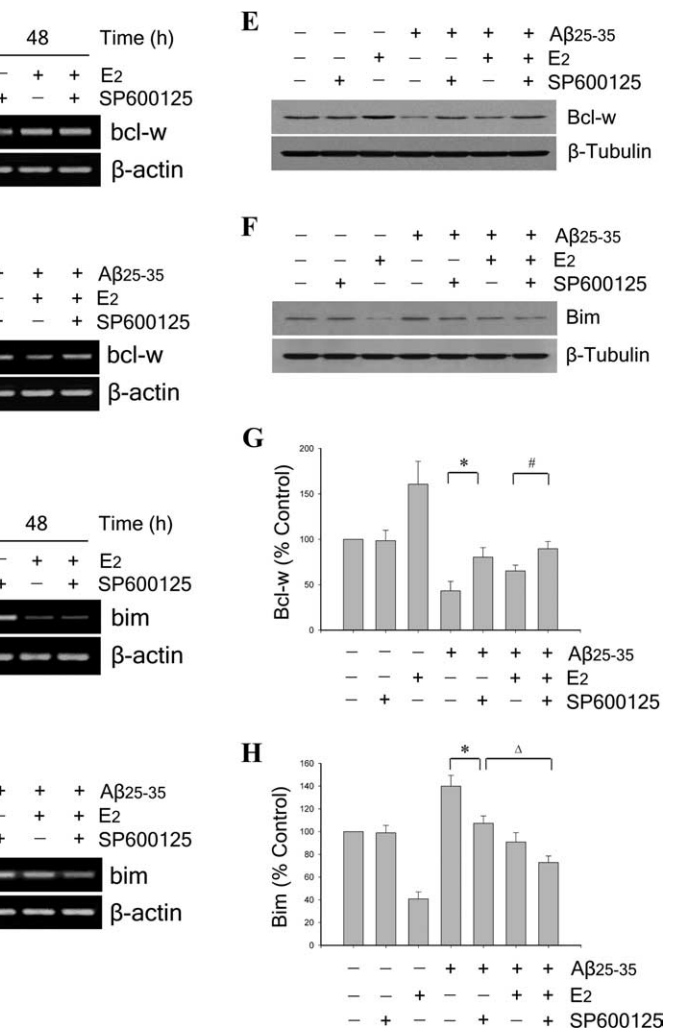 48 Time (h)
– + + E2
+ – + SP600125
bcl-w
β-actin
+ + Aβ25-35
+ + E2
– + SP600125
bcl-w
β-actin
48 Time (h)
– + + E2
+ – + SP600125
bim
β-actin
+ + + Aβ25-35
+ + + E2
+ – + SP600125
bim
β-actin
E
– – – + + + + Aβ25-35
– – + – – + + E2
– + – – + – + SP600125
Bcl-w
β-Tubulin
F
– – – + + + + Aβ25-35
– – + – – + + E2
– + – – + – + SP600125
Bim
β-Tubulin
G
Bcl-w (% Control)
200
150
100
50
0
* #
– – – + + + + Aβ25-35
– – + – – + + E2
– + – – + – + SP600125
H
Bim (% Control)
160
140
120
100
80
60
40
20
0
* Δ
– – – + + + + Aβ25-35
– – + – – + + E2
– + – – + – + SP600125